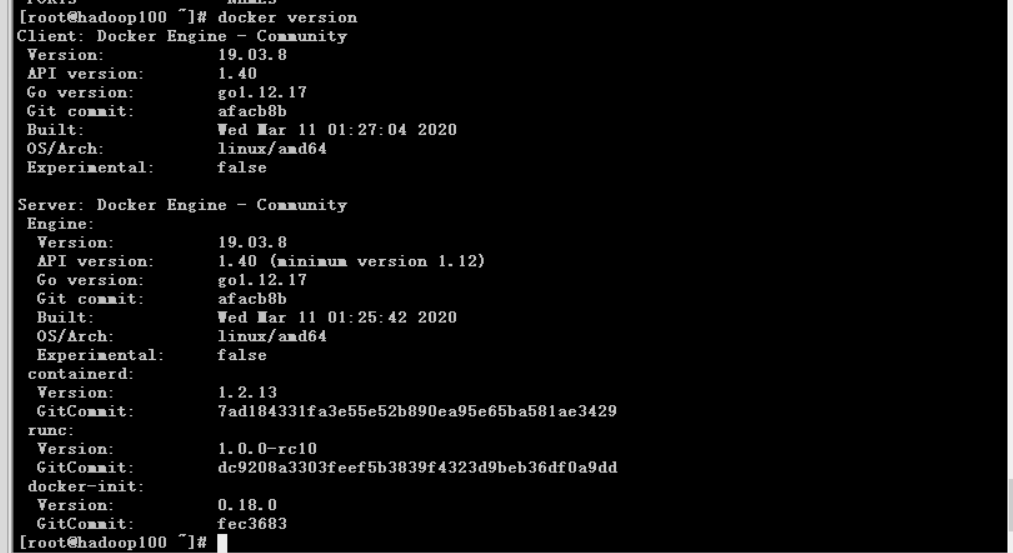 PORTS NAMES
[root@hadoop100 ~]# docker version
Client: Docker Engine - Community
Version: 19.03.8
API version: 1.40
Go version: go1.12.17
Git commit: afacb8b
Built: Wed Mar 11 01:27:04 2020
OS/Arch: linux/amd64
Experimental: false
Server: Docker Engine - Community
Engine:
Version: 19.03.8
API version: 1.40 (minimum version 1.12)
Go version: go1.12.17
Git commit: afacb8b
Built: Wed Mar 11 01:25:42 2020
OS/Arch: linux/amd64
Experimental: false
containerd:
Version: 1.2.13
GitCommit: 7ad184331fa3e55e52b890ea95e65ba581ae3429
runc:
Version: 1.0.0-rc10
GitCommit: dc9208a3303feef5b3839f4323d9beb36df0a9dd
docker-init:
Version: 0.18.0
GitCommit: fec3683
[root@hadoop100 ~]#